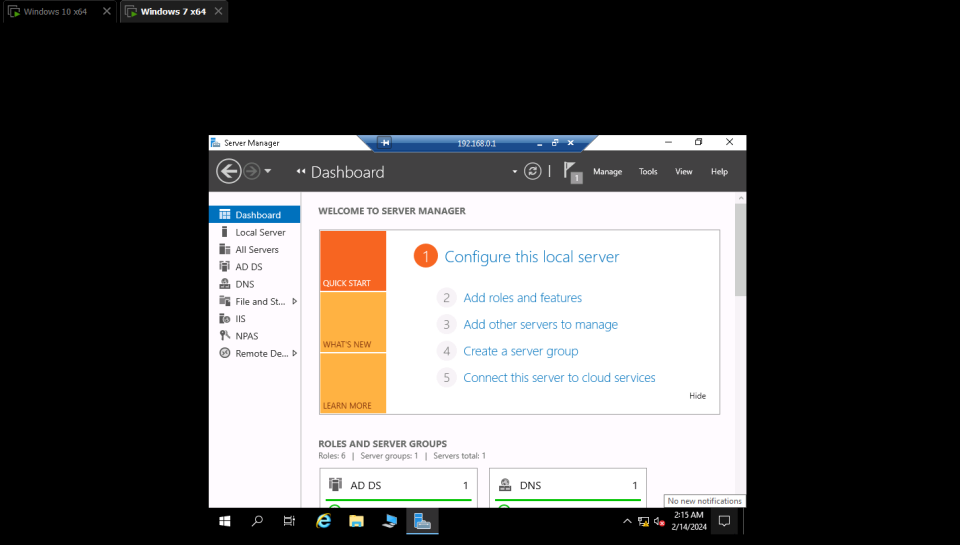 Windows 10 x64
Windows 7 x64
Server Manager
192.168.0.1
Dashboard
1
Manage
Tools
View
Help
Dashboard
Local Server
All Servers
AD DS
DNS
File and St...
IIS
NPAS
Remote De...
WELCOME TO SERVER MANAGER
QUICK START
WHAT'S NEW
LEARN MORE
1 Configure this local server
2 Add roles and features
3 Add other servers to manage
4 Create a server group
5 Connect this server to cloud services
Hide
ROLES AND SERVER GROUPS
Roles: 6 | Server groups: 1 | Servers total: 1
AD DS 1
DNS 1
No new notifications
2:15 AM
2/14/2024